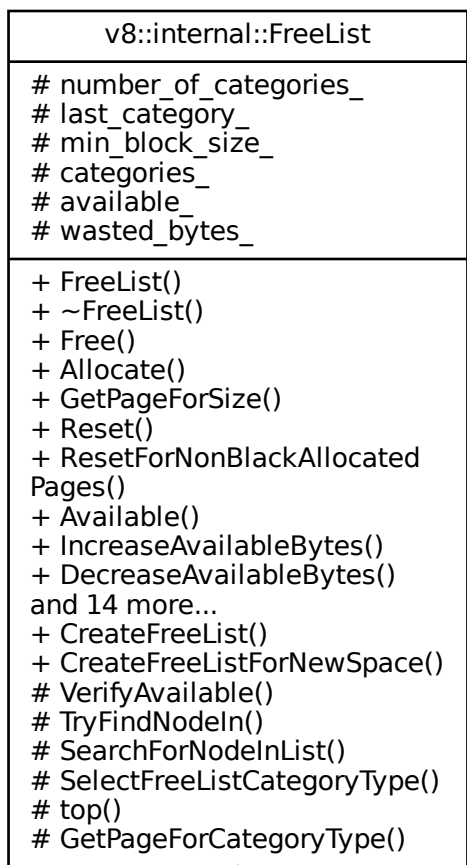 v8::internal::FreeList
# number_of_categories_
# last_category_
# min_block_size_
# categories_
# available_
# wasted_bytes_
+ FreeList()
+ ~FreeList()
+ Free()
+ Allocate()
+ GetPageForSize()
+ Reset()
+ ResetForNonBlackAllocated
Pages()
+ Available()
+ IncreaseAvailableBytes()
+ DecreaseAvailableBytes()
and 14 more...
+ CreateFreeList()
+ CreateFreeListForNewSpace()
# VerifyAvailable()
# TryFindNodeIn()
# SearchForNodeInList()
# SelectFreeListCategoryType()
# top()
# GetPageForCategoryType()